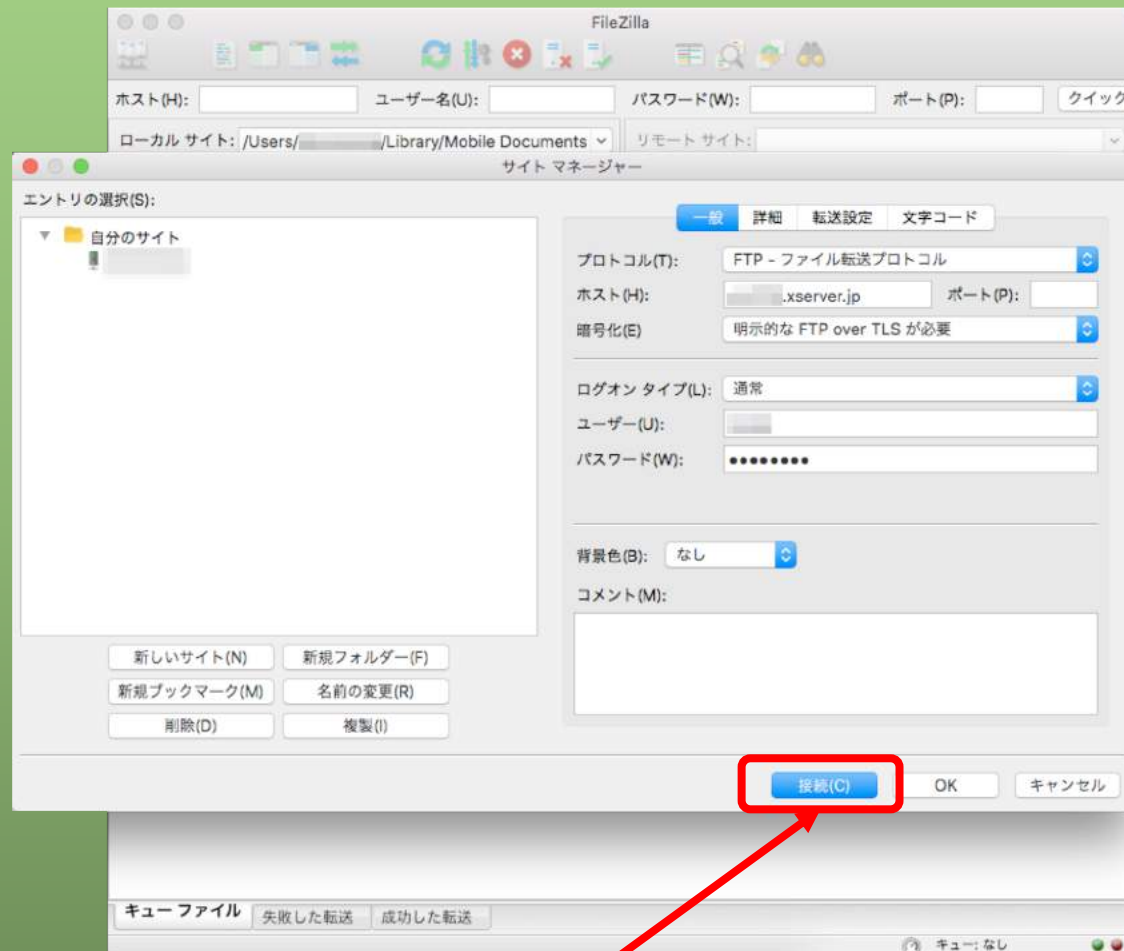 FileZilla
ホスト(H): ユーザー名(U): パスワード(W): ポート(P): クイック
ローカル サイト: /Users/ /Library/Mobile Documents リモート サイト:
サイト マネージャー
エントリの選択(S):
自分のサイト
一般 詳細 転送設定 文字コード
プロトコル(T): FTP - ファイル転送プロトコル
ホスト(H): .xserver.jp ポート(P):
暗号化(E) 明示的な FTP over TLS が必要
ログオン タイプ(L): 通常
ユーザー(U):
パスワード(W): ●●●●●●●●
背景色(B): なし
コメント(M):
新しいサイト(N) 新規フォルダー(F)
新規ブックマーク(M) 名前の変更(R)
削除(D) 複製(I)
接続(C) OK キャンセル
キュー ファイル 失敗した転送 成功した転送
キュー: なし